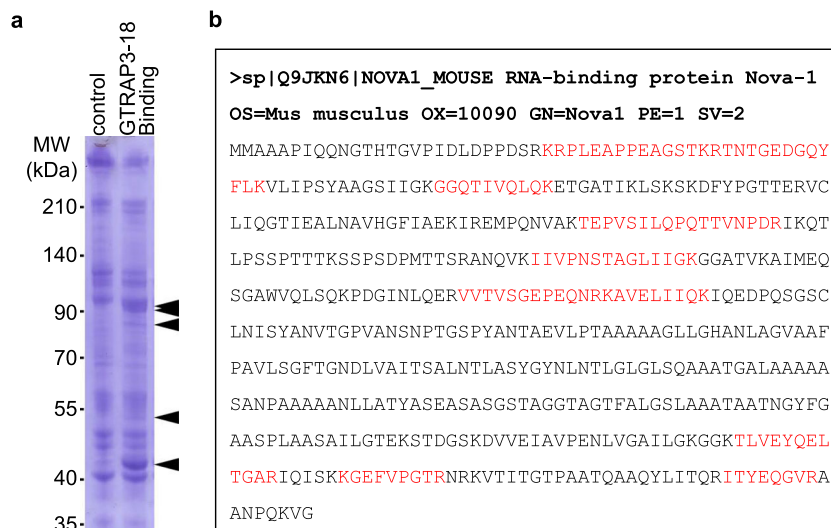 a
control
GTRAP3-18
Binding
MW
(kDa)
210
140
90
70
55
40
35
b
>sp|Q9JKN6|NOVA1_MOUSE RNA-binding protein Nova-1
OS=Mus musculus OX=10090 GN=Nova1 PE=1 SV=2
MMAAAPIQQNGTHTGVPIDLDPPDSRKRPLEAPPEAGSTKRTNTGEDGQY
FLKVLIPSYAAGSIIGKGGQTIVQLQKETGATIKLSKSKDFYPGTTERVC
LIQGTIEALNAVHGFIAEKIREMPQNVAKTEPVSILQPQTTVNPDRIKQT
LPSSPTTTKSSPSDPMTTSRANQVKIIVPNSTAGLIIGKGGATVKAIMEQ
SGAWVQLSQKPDGINLQERVVTVSGEPEQNRKAVELIIQKIQEDPQSGSC
LNISYANVTGPVANSNPTGSPYANTAEVLPTAAAAAGLLGHANLAGVAAF
PAVLSGFTGNDLVAITSALNTLASYGYNLNTLGLGLSQAAATGALAAAAA
SANPAAAAANLLATYASEASASGSTAGGTAGTFALGSLAAATAATNGYFG
AASPLAASAILGTEKSTDGSKDVVEIAVPENLVGAILGKGGKTLVEYQEL
TGARIQISKKGEFVPGTRNRKVTITGTPAATQAAQYLITQRITYEQGVRA
ANPQKVG